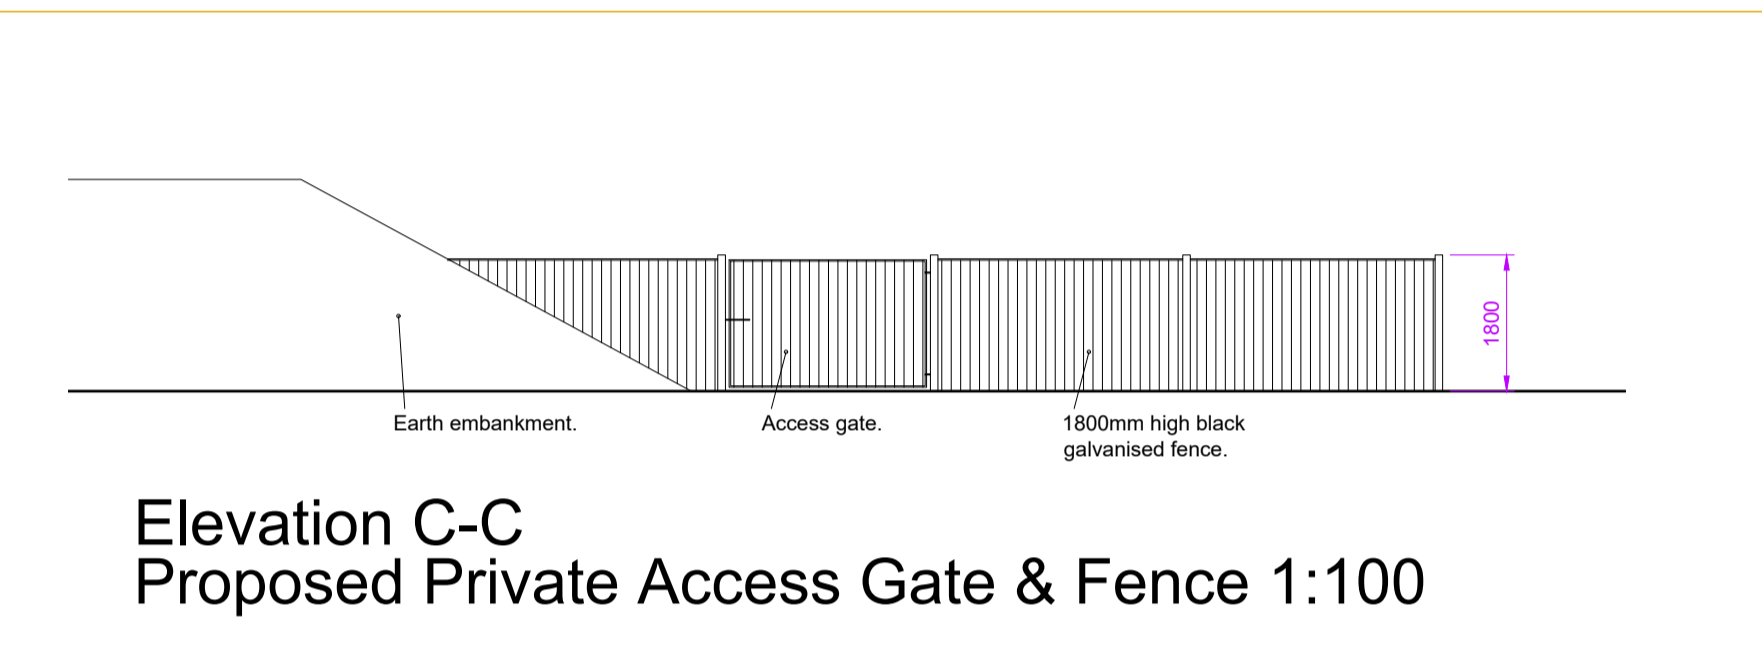 1800
Earth embankment.
Access gate.
1800mm high black
galvanised fence.
Elevation C-C
Proposed Private Access Gate & Fence 1:100